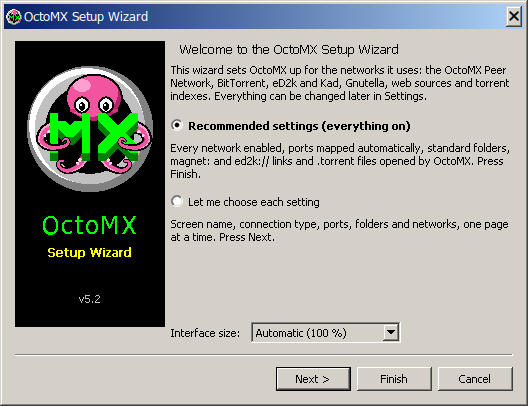 OctoMX Setup Wizard
MX
OctoMX
Setup Wizard
v5.2
Welcome to the OctoMX Setup Wizard
This wizard sets OctoMX up for the networks it uses: the OctoMX Peer
Network, BitTorrent, eD2k and Kad, Gnutella, web sources and torrent
indexes. Everything can be changed later in Settings.
Recommended settings (everything on)
Every network enabled, ports mapped automatically, standard folders,
magnet: and ed2k:// links and .torrent files opened by OctoMX. Press
Finish.
Let me choose each setting
Screen name, connection type, ports, folders and networks, one page
at a time. Press Next.
Interface size:
Automatic (100 %)
Next >
Finish
Cancel